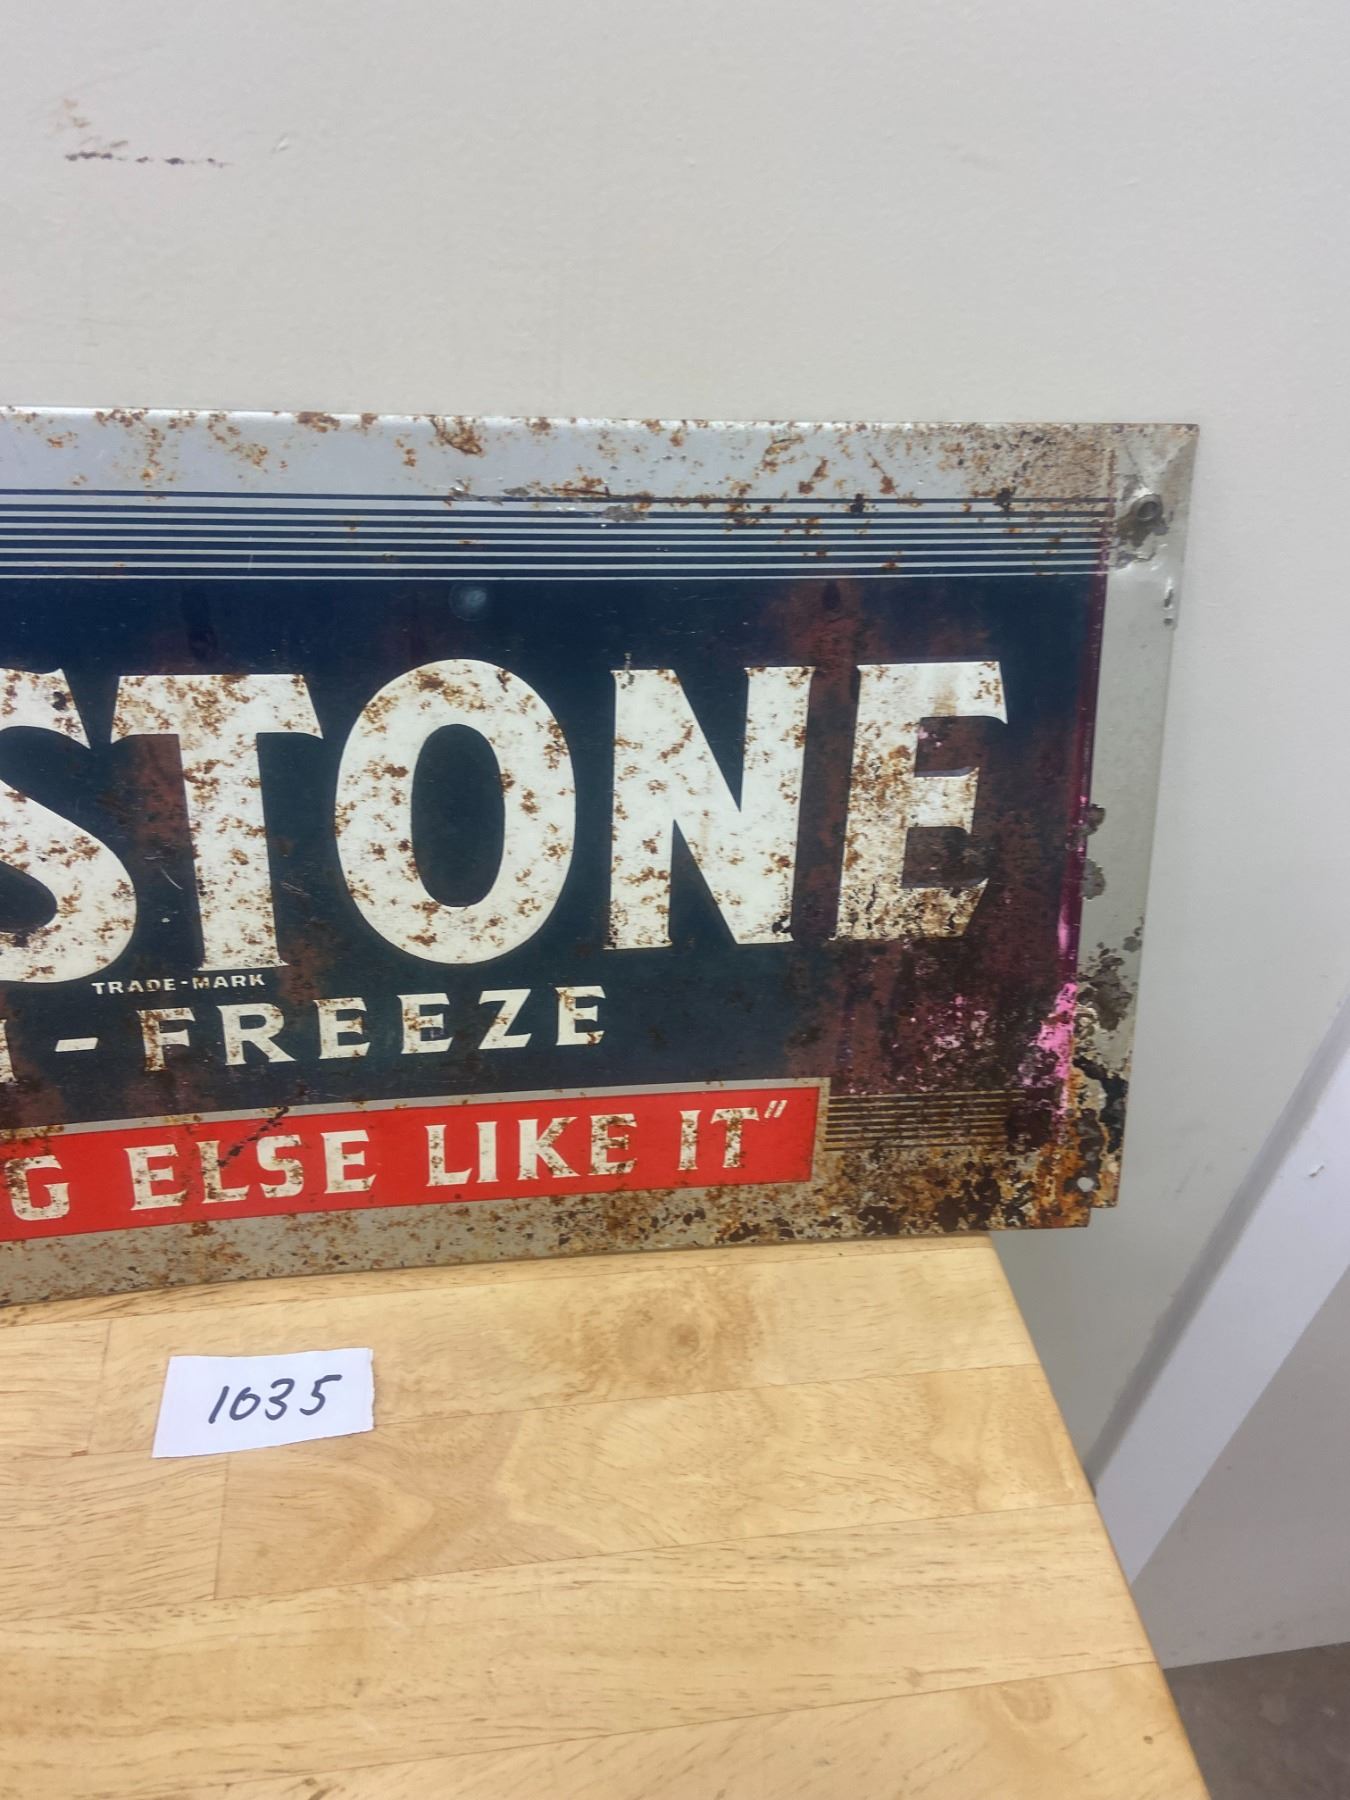 STONE
TRADE-MARK
I-FREEZE
G ELSE LIKE IT"
1035